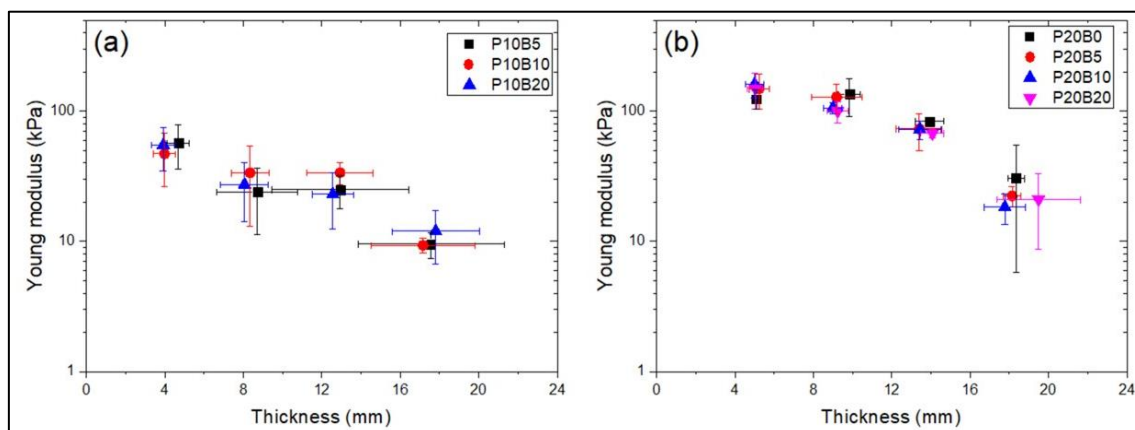 (a)
P10B5
P10B10
P10B20
100
10
1
Young modulus (kPa)
0 4 8 12 16 20 24
Thickness (mm)
(b)
P20B0
P20B5
P20B10
P20B20
100
10
1
Young modulus (kPa)
0 4 8 12 16 20 24
Thickness (mm)